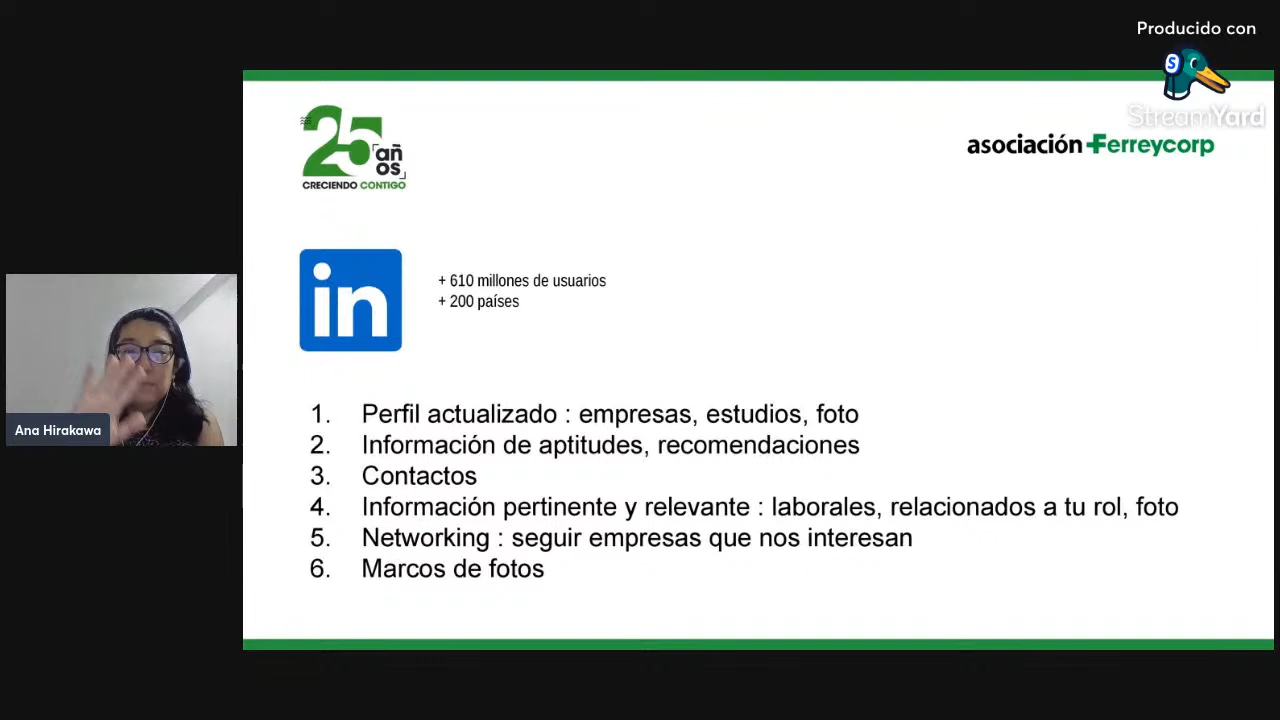 Producido con
S
StreamYard
25 añ
os
CRECIENDO CONTIGO
asociación Ferreycorp
in
+ 610 millones de usuarios
+ 200 países
Ana Hirakawa
1. Perfil actualizado : empresas, estudios, foto
2. Información de aptitudes, recomendaciones
3. Contactos
4. Información pertinente y relevante : laborales, relacionados a tu rol, foto
5. Networking : seguir empresas que nos interesan
6. Marcos de fotos